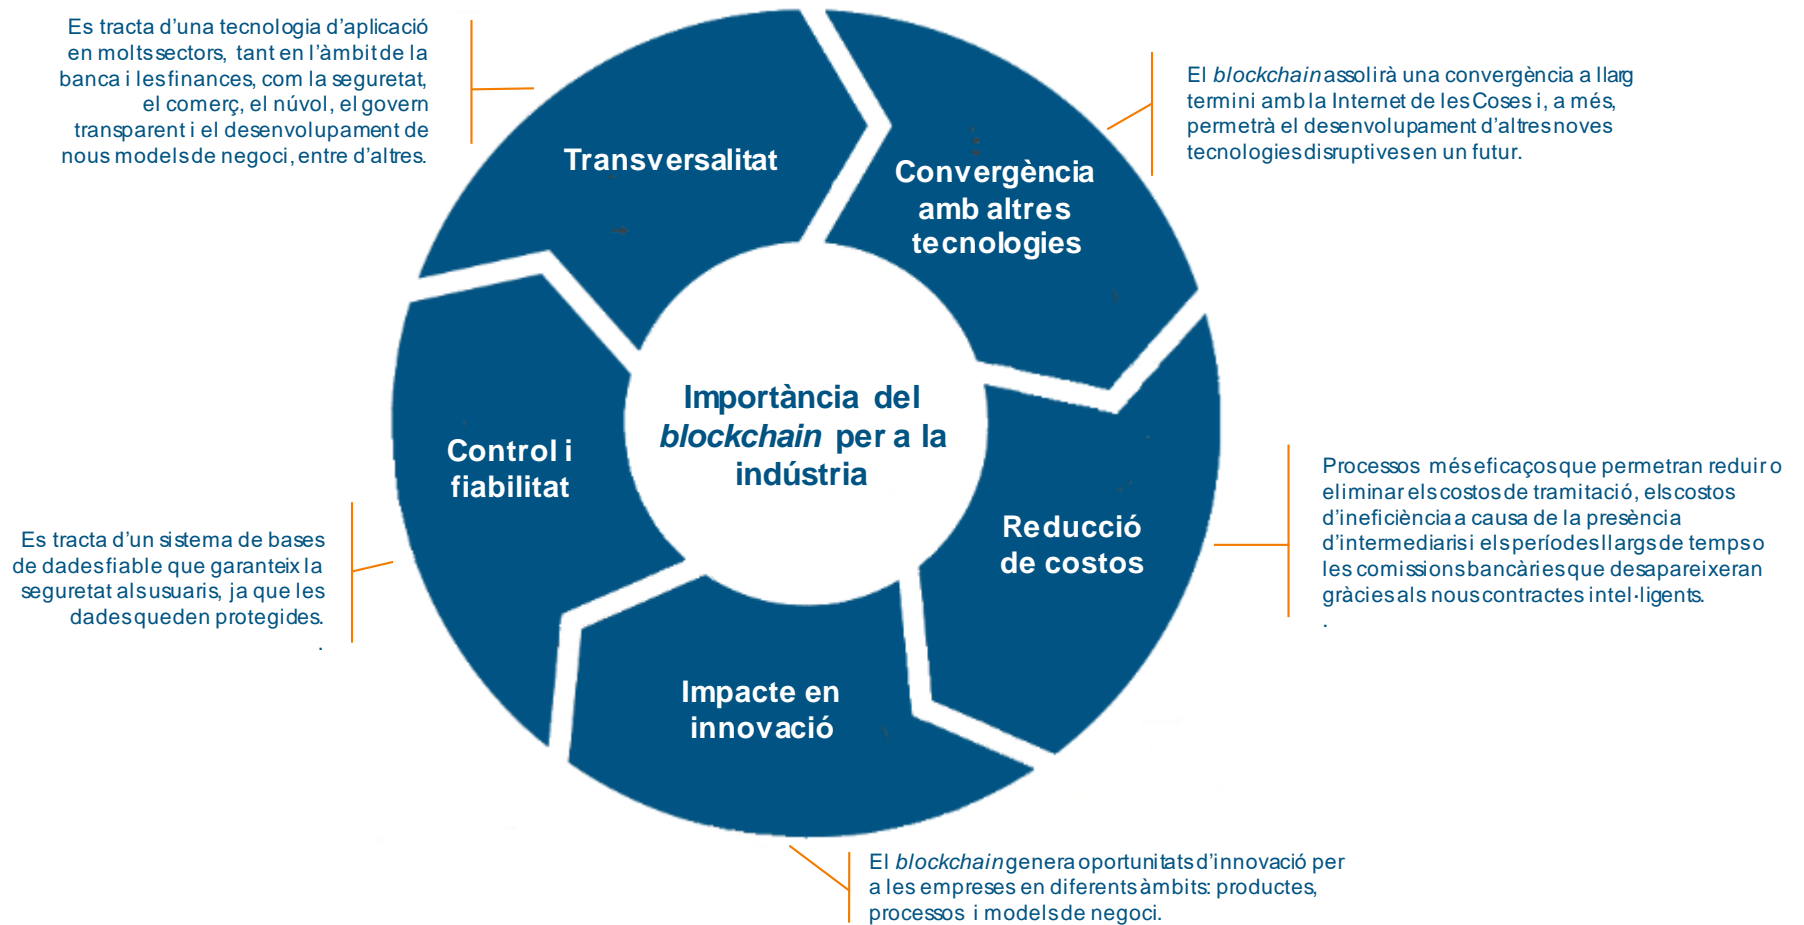 Es tracta d’una tecnologia d’aplicació
en molts sectors, tant en l’àmbit de la
banca i les finances, com la seguretat,
el comerç, el núvol, el govern
transparent i el desenvolupament de
nous models de negoci, entre d’altres.
Transversalitat
El blockchain assolirà una convergència a llarg
termini amb la Internet de les Coses i, a més,
permetrà el desenvolupament d’altres noves
tecnologies disruptives en un futur.
Convergència
amb altres
tecnologies
Importància del
blockchain per a la
indústria
Control i
fiabilitat
Es tracta d’un sistema de bases
de dades fiable que garanteix la
seguretat als usuaris, ja que les
dades queden protegides.
.
Reducció
de costos
Processos més eficaços que permetran reduir o
eliminar els costos de tramitació, els costos
d’ineficiència a causa de la presència
d’intermediaris i els períodes llargs de temps o
les comissions bancàries que desapareixeran
gràcies als nous contractes intel·ligents.
.
Impacte en
innovació
El blockchain genera oportunitats d’innovació per
a les empreses en diferents àmbits: productes,
processos i models de negoci.